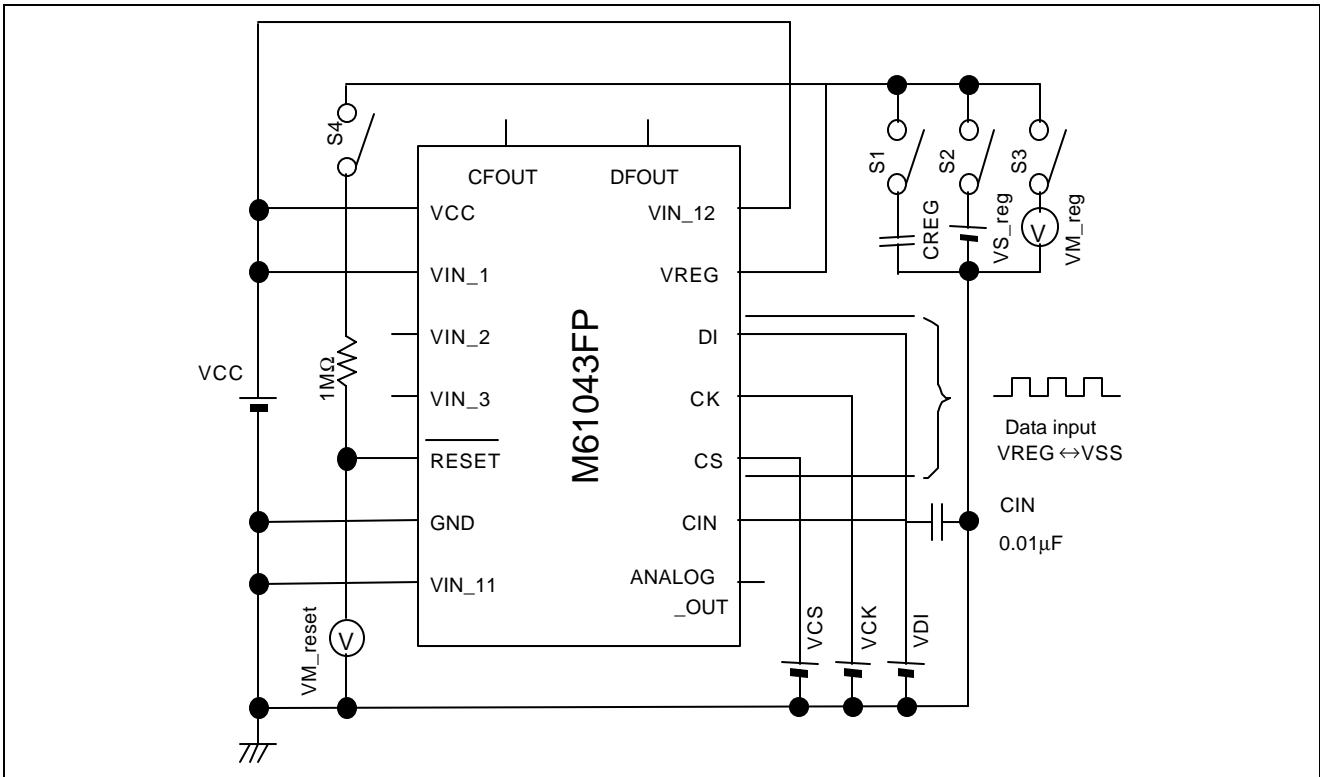 S4
S1
S2
S3
CREG
VS_reg
VM_reg
V
CFOUT
DFOUT
VCC
VIN_12
VIN_1
VREG
VIN_2
DI
VCC
1MΩ
VIN_3
CK
M61043FP
Data input
VREG ↔VSS
RESET
CS
GND
CIN
CIN
0.01µF
VIN_11
ANALOG
_OUT
VM_reset
V
VCS
VCK
VDI